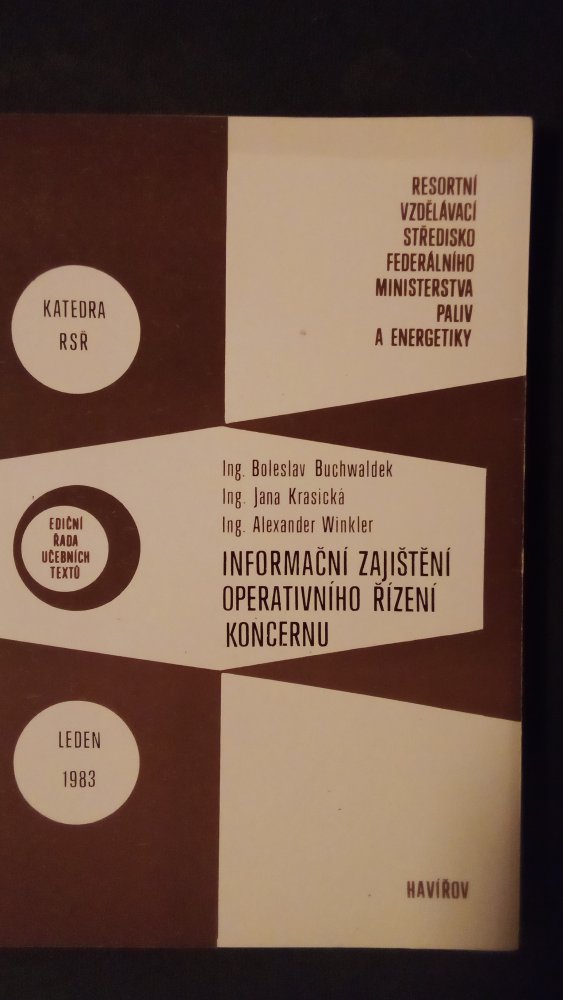 RESORTNÍ
VZDĚLÁVACÍ
STŘEDISKO
FEDERÁLNÍHO
MINISTERSTVA
PALIV
A ENERGETIKY
KATEDRA
RSŘ
Ing. Boleslav Buchwaldek
Ing. Jana Krasická
Ing. Alexander Winkler
EDIČNÍ
ŘADA
UČEBNÍCH
TEXTŮ
INFORMAČNÍ ZAJIŠTĚNÍ
OPERATIVNÍHO ŘÍZENÍ
KONCERNU
LEDEN
1983
HAVÍŘOV